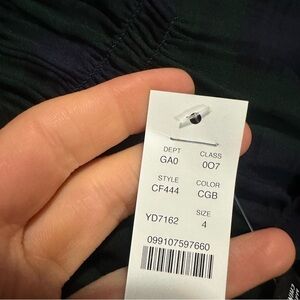 DEPT CLASS
GA0 007
STYLE COLOR
CF444 CGB
YD7162 SIZE
4
099107597660